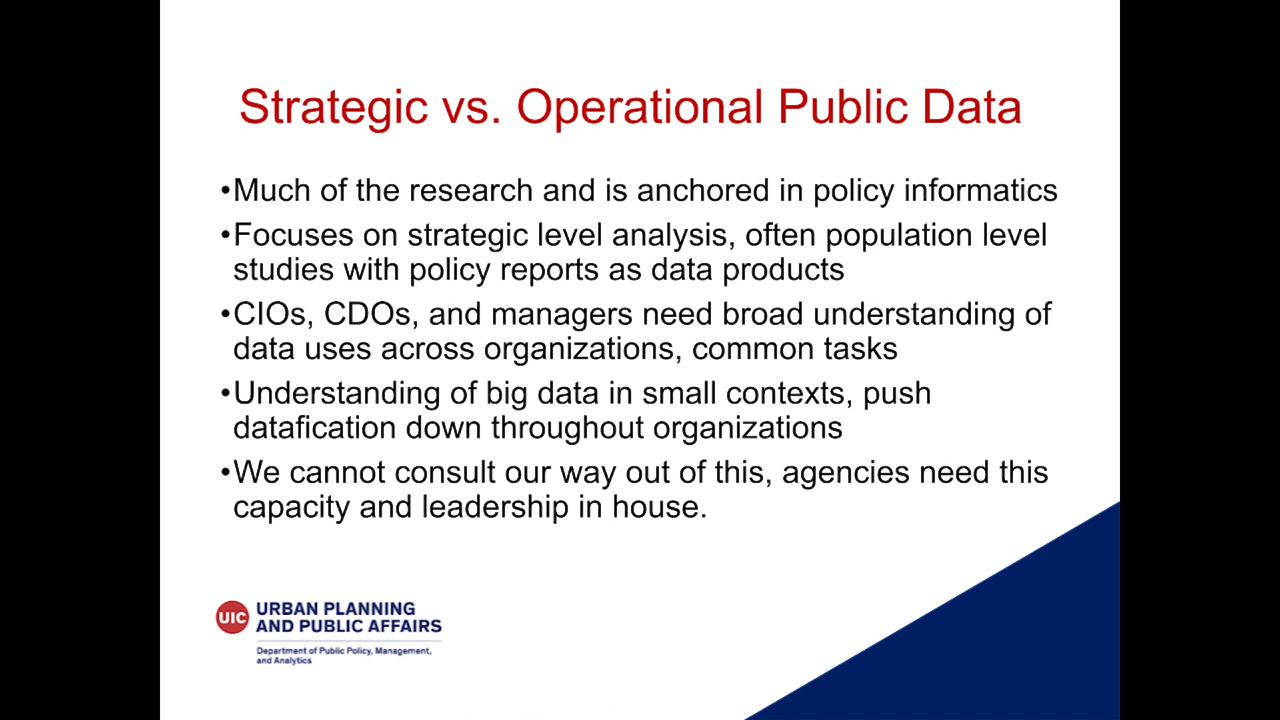 Strategic vs. Operational Public Data
•Much of the research and is anchored in policy informatics
•Focuses on strategic level analysis, often population level
studies with policy reports as data products
•CIOs, CDOs, and managers need broad understanding of
data uses across organizations, common tasks
•Understanding of big data in small contexts, push
datafication down throughout organizations
•We cannot consult our way out of this, agencies need this
capacity and leadership in house.
UIC URBAN PLANNING
AND PUBLIC AFFAIRS
Department of Public Policy, Management,
and Analytics